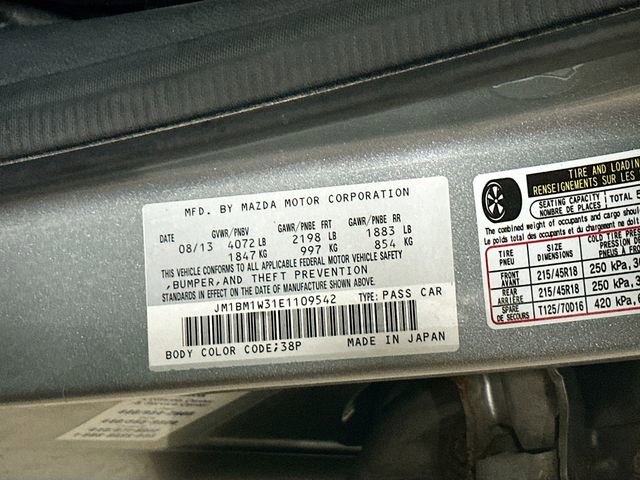 MFD. BY MAZDA MOTOR CORPORATION
GVWR/PNBV GAWR/PNBE FRT GAWR/PNBE RR
08/13 4072 LB 2198 LB 1883 LB
1847 KG 997 KG 854 KG
THIS VEHICLE CONFORMS TO ALL APPLICABLE FEDERAL MOTOR VEHICLE SAFETY
,BUMPER,AND THEFT PREVENTION
STANDARDS IN EFFECT ON THE DATE OF MANUFACTURE SHOWN ABOVE.
JM1BM1W31E1109542 TYPE: PASS CAR
BODY COLOR CODE;38P MADE IN JAPAN
TIRE AND LOADIN
RENSEIGNEMENTS SUR LES
SEATING CAPACITY TOTAL
NOMBRE DE PLACES
The combined weight of occupants and cargo should
Le poids total des occupants et du chargement ne doit
TIRE SIZE COLD TIRE
PNEU DIMENSIONS PNEUS À FROID
FRONT 215/45R18 250 kPa,
AVANT
REAR 215/45R18 250 kPa,
ARRIÈRE
SPARE T125/70D16 420 kPa,
DE SECOURS